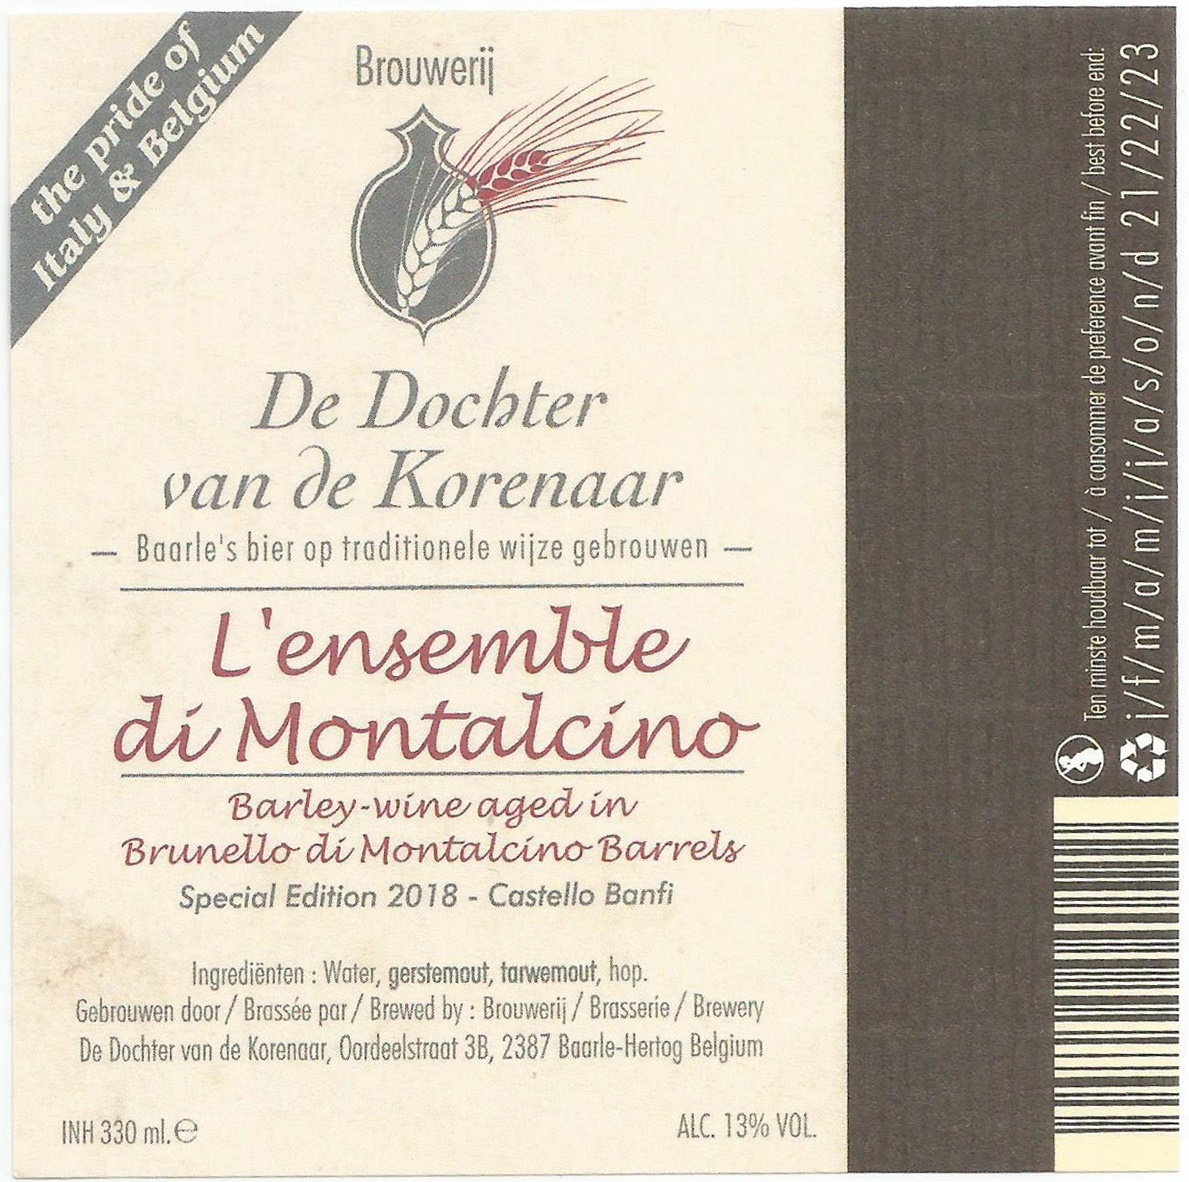 the pride of
Italy & Belgium
Brouwerij
De Dochter
van de Korenaar
— Baarle's bier op traditionele wijze gebrouwen —
L'ensemble
di Montalcino
Barley-wine aged in
Brunello di Montalcino Barrels
Special Edition 2018 - Castello Banfi
Ingrediënten : Water, gerstemout, tarwemout, hop.
Gebrouwen door / Brassée par / Brewed by : Brouwerij / Brasserie / Brewery
De Dochter van de Korenaar, Oordeelstraat 3B, 2387 Baarle-Hertog Belgium
INH 330 ml.℮
ALC. 13% VOL.
Ten minste houdbaar tot / à consommer de preference avant fin / best before end:
j/f/m/a/m/j/j/a/s/o/n/d 21/22/23